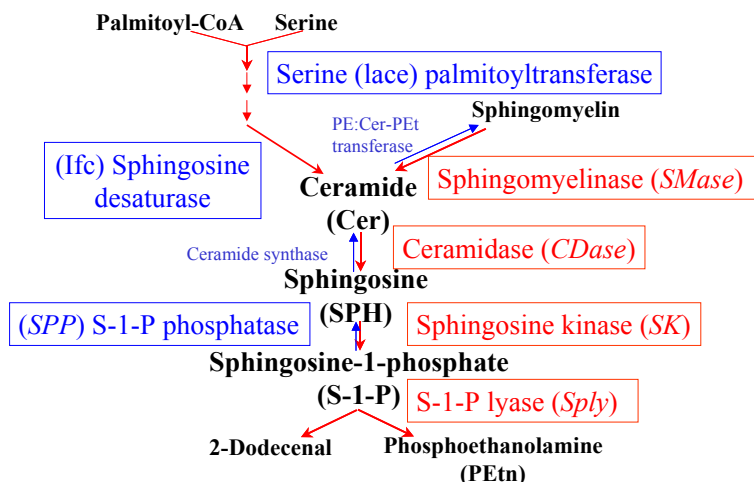 Palmitoyl-CoA Serine
Serine (lace) palmitoyltransferase
Sphingomyelin
PE:Cer-PEt
transferase
(Ifc) Sphingosine
desaturase
Ceramide
(Cer)
Sphingomyelinase (SMase)
Ceramide synthase
Ceramidase (CDase)
Sphingosine
(SPH)
(SPP) S-1-P phosphatase
Sphingosine kinase (SK)
Sphingosine-1-phosphate
(S-1-P)
S-1-P lyase (Sply)
2-Dodecenal
Phosphoethanolamine
(PEtn)